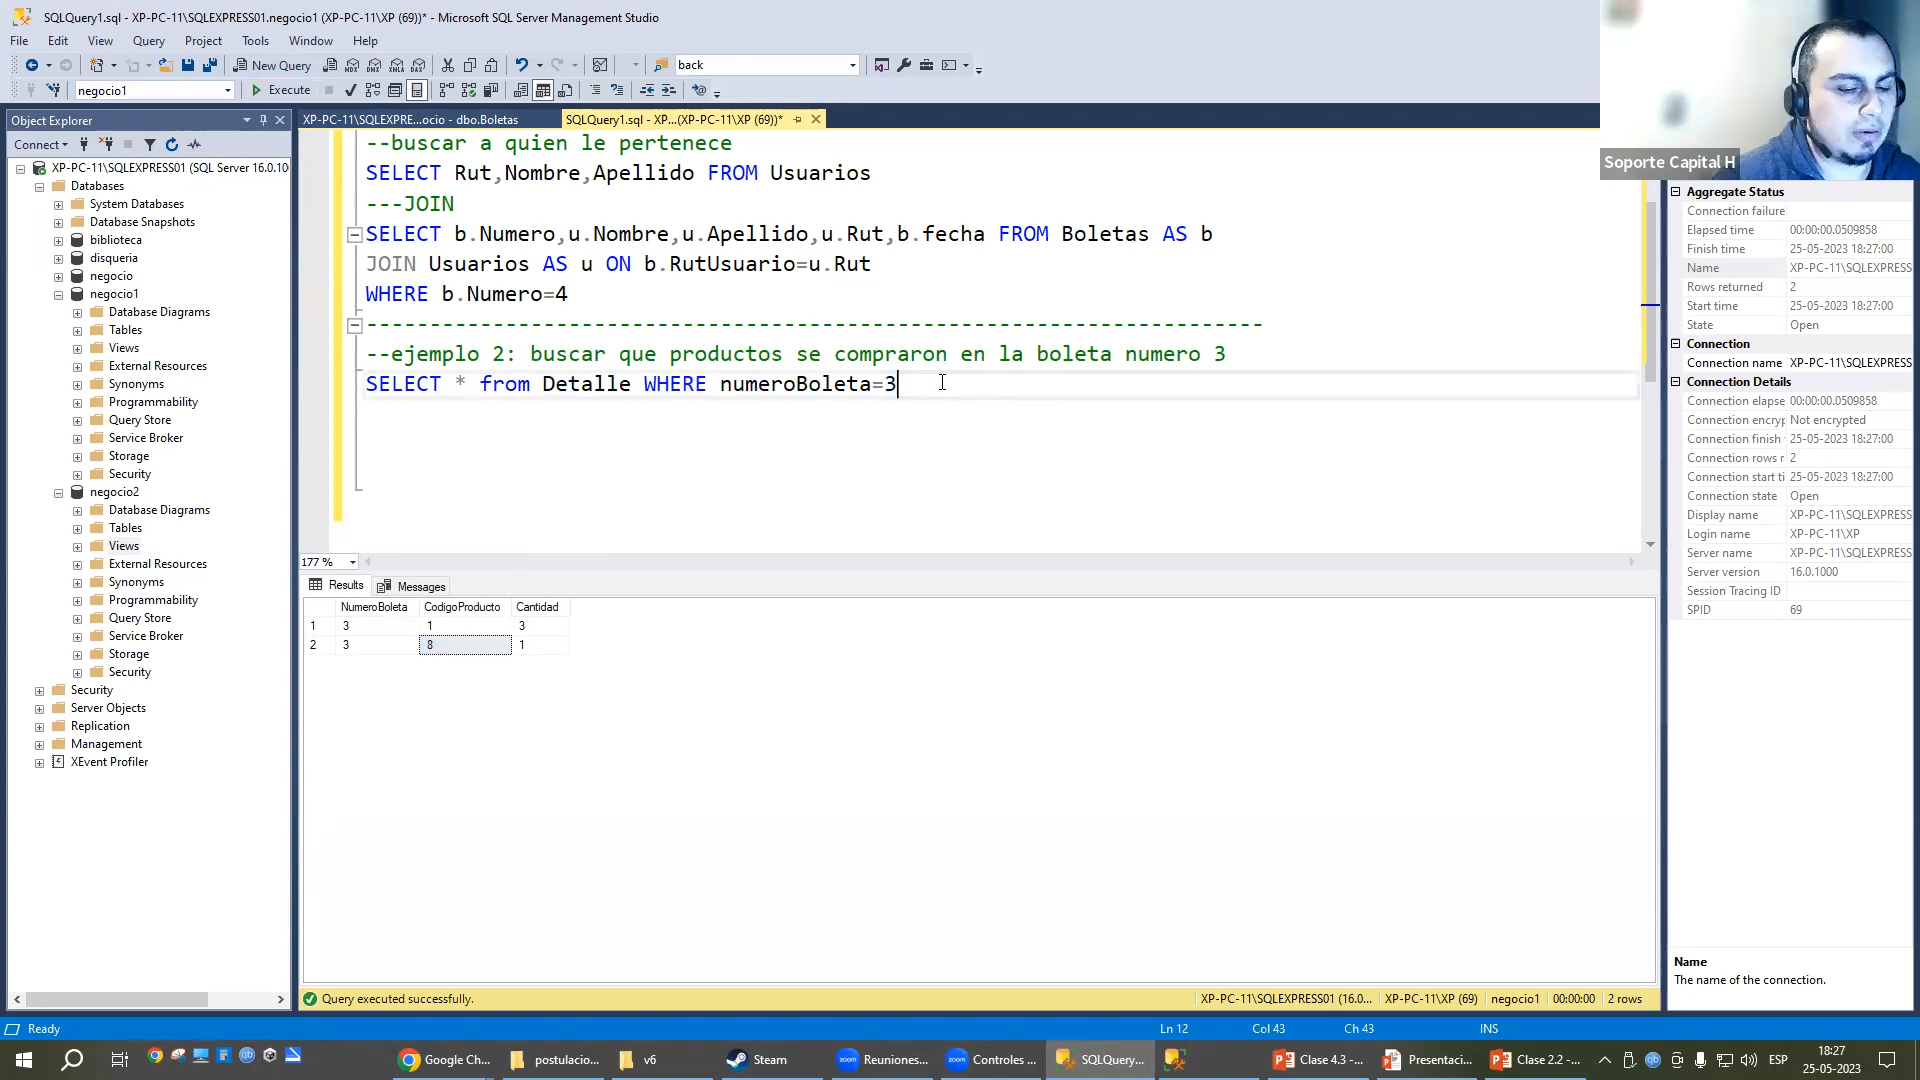 SQLQuery1.sql - XP-PC-11\SQLEXPRESS01.negocio1 (XP-PC-11\XP (69))* - Microsoft SQL Server Management Studio
File Edit View Query Project Tools Window Help
New Query back
negocio1 Execute
Object Explorer
Connect
XP-PC-11\SQLEXPRESS01 (SQL Server 16.0.10
Databases
System Databases
Database Snapshots
biblioteca
disqueria
negocio
negocio1
Database Diagrams
Tables
Views
External Resources
Synonyms
Programmability
Query Store
Service Broker
Storage
Security
negocio2
Database Diagrams
Tables
Views
External Resources
Synonyms
Programmability
Query Store
Service Broker
Storage
Security
Security
Server Objects
Replication
Management
XEvent Profiler
XP-PC-11\SQLEXPRE...ocio - dbo.Boletas
SQLQuery1.sql - XP...(XP-PC-11\XP (69))*
--buscar a quien le pertenece
SELECT Rut,Nombre,Apellido FROM Usuarios
---JOIN
SELECT b.Numero,u.Nombre,u.Apellido,u.Rut,b.fecha FROM Boletas AS b
JOIN Usuarios AS u ON b.RutUsuario=u.Rut
WHERE b.Numero=4
-----------------------------------------------------------------------
--ejemplo 2: buscar que productos se compraron en la boleta numero 3
SELECT * from Detalle WHERE numeroBoleta=3
177 %
Results Messages
NumeroBoleta CodigoProducto Cantidad
1 3 1 3
2 3 8 1
Query executed successfully.
XP-PC-11\SQLEXPRESS01 (16.0... XP-PC-11\XP (69) negocio1 00:00:00 2 rows
Soporte Capital H
Aggregate Status
Connection failure
Elapsed time 00:00:00.0509858
Finish time 25-05-2023 18:27:00
Name XP-PC-11\SQLEXPRESS
Rows returned 2
Start time 25-05-2023 18:27:00
State Open
Connection
Connection name XP-PC-11\SQLEXPRESS
Connection Details
Connection elapse 00:00:00.0509858
Connection encryp Not encrypted
Connection finish 25-05-2023 18:27:00
Connection rows r 2
Connection start ti 25-05-2023 18:27:00
Connection state Open
Display name XP-PC-11\SQLEXPRESS
Login name XP-PC-11\XP
Server name XP-PC-11\SQLEXPRESS
Server version 16.0.1000
Session Tracing ID
SPID 69
Name
The name of the connection.
Ready Ln 12 Col 43 Ch 43 INS
Google Ch... postulacio... v6 Steam Reuniones... Controles ... SQLQuery... Clase 4.3 -... Presentaci... Clase 2.2 -... ESP 18:27
25-05-2023